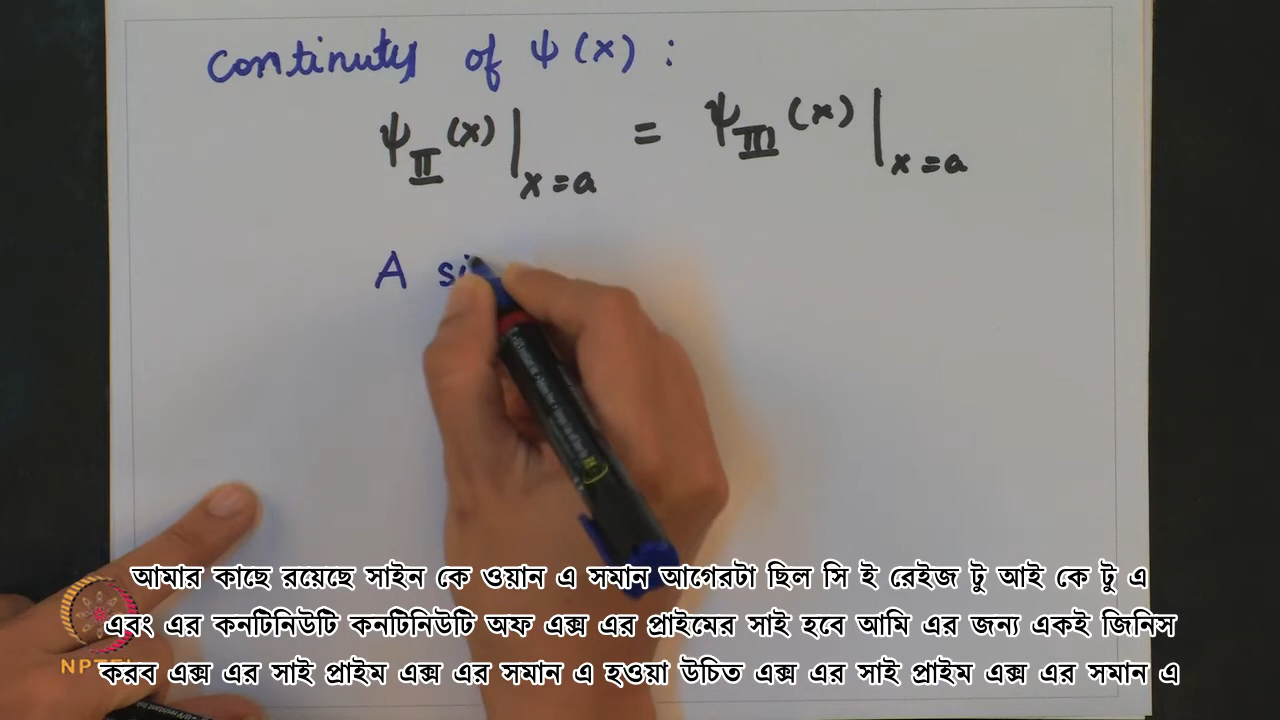 continuty of ψ(x) :
ψ_II(x)|_{x=a} = ψ_III(x)|_{x=a}
A si
আমার কাছে রয়েছে সাইন কে ওয়ান এ সমান আগেরটা ছিল সি ই রেইজ টু আই কে টু এ
এবং এর কনটিনিউটি কনটিনিউটি অফ এক্স এর প্রাইমের সাই হবে আমি এর জন্য একই জিনিস
করব এক্স এর সাই প্রাইম এক্স এর সমান এ হওয়া উচিত এক্স এর সাই প্রাইম এক্স এর সমান এ
NPTEL